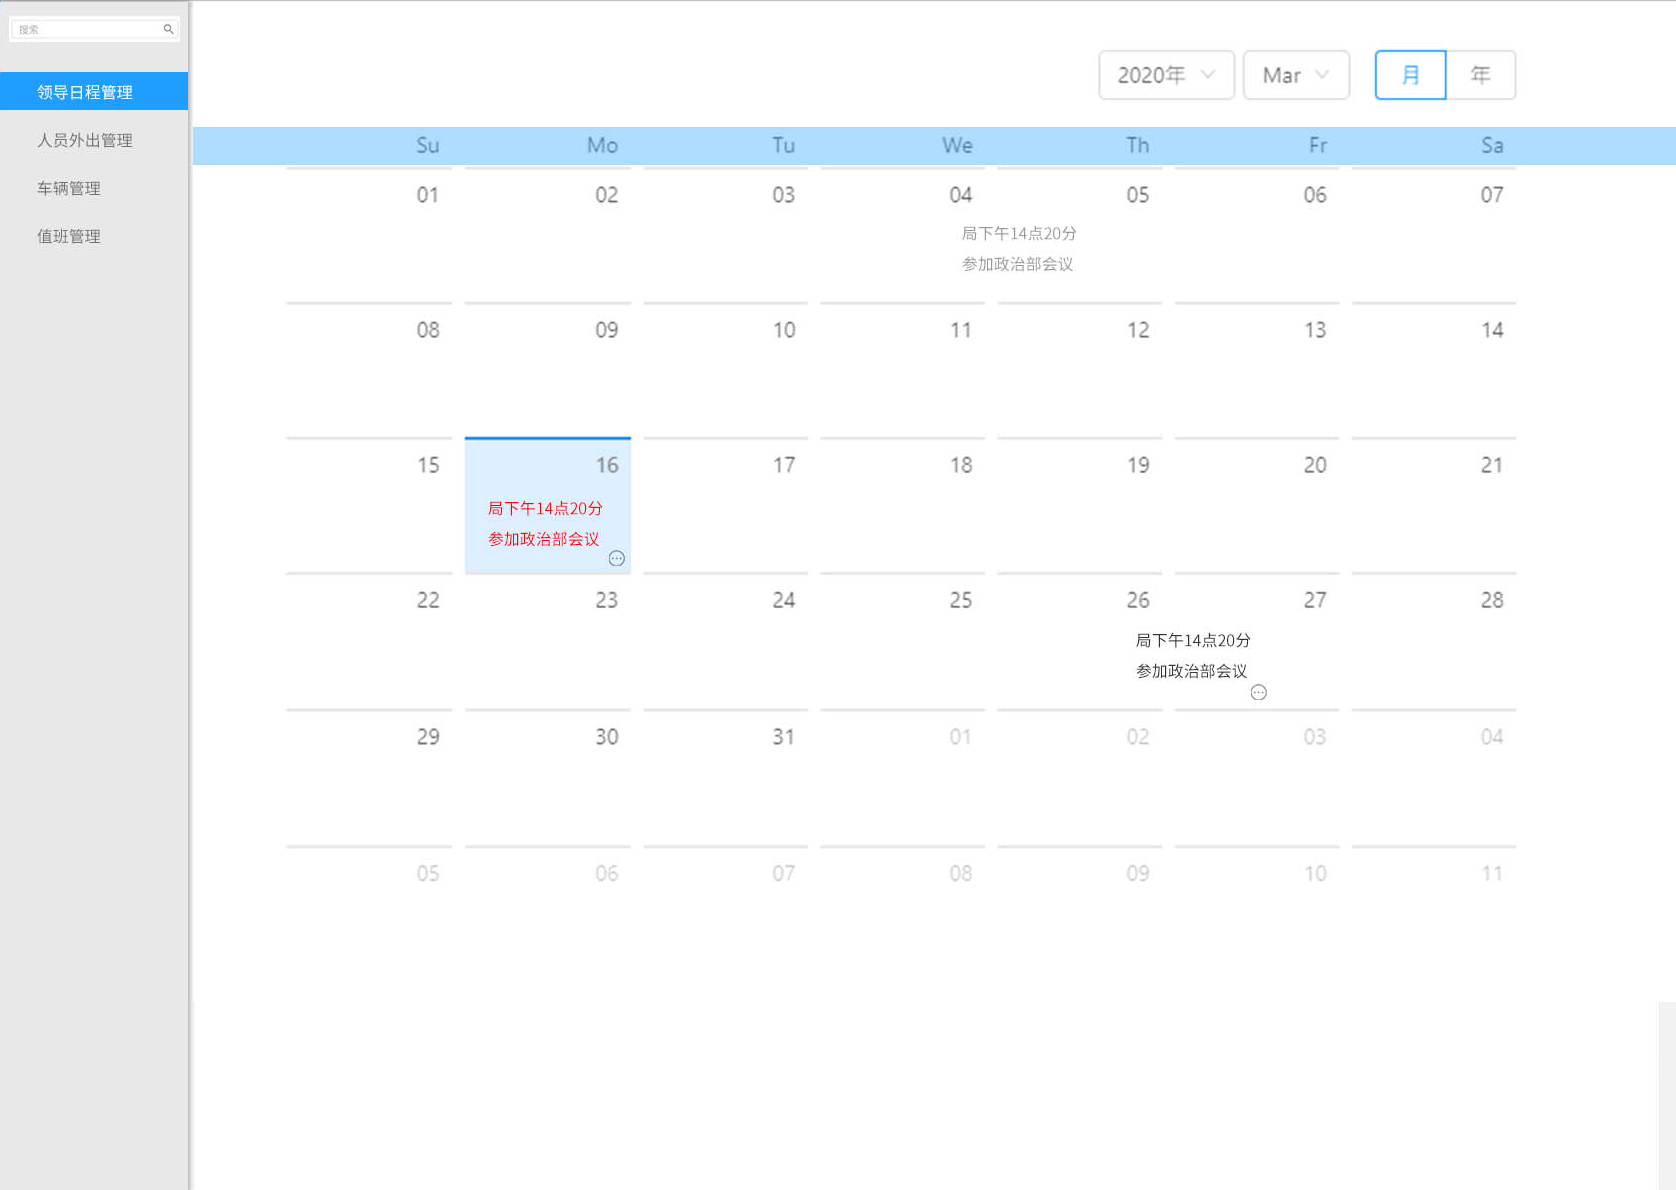 搜索
领导日程管理
人员外出管理
车辆管理
值班管理
2020年 Mar 月 年
Su Mo Tu We Th Fr Sa
01 02 03 04 05 06 07
局下午14点20分
参加政治部会议
08 09 10 11 12 13 14
15 16 17 18 19 20 21
局下午14点20分
参加政治部会议
22 23 24 25 26 27 28
局下午14点20分
参加政治部会议
29 30 31 01 02 03 04
05 06 07 08 09 10 11